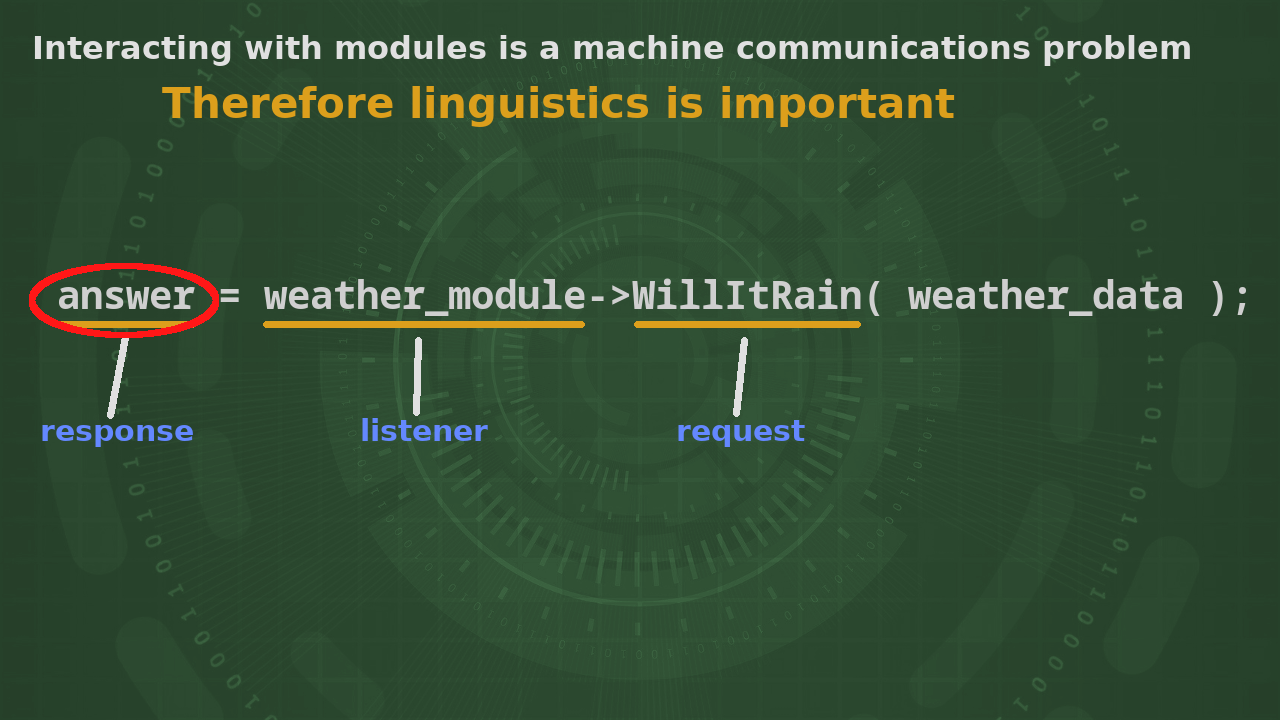 Interacting with modules is a machine communications problem
Therefore linguistics is important
answer = weather_module->WillItRain( weather_data );
response listener request